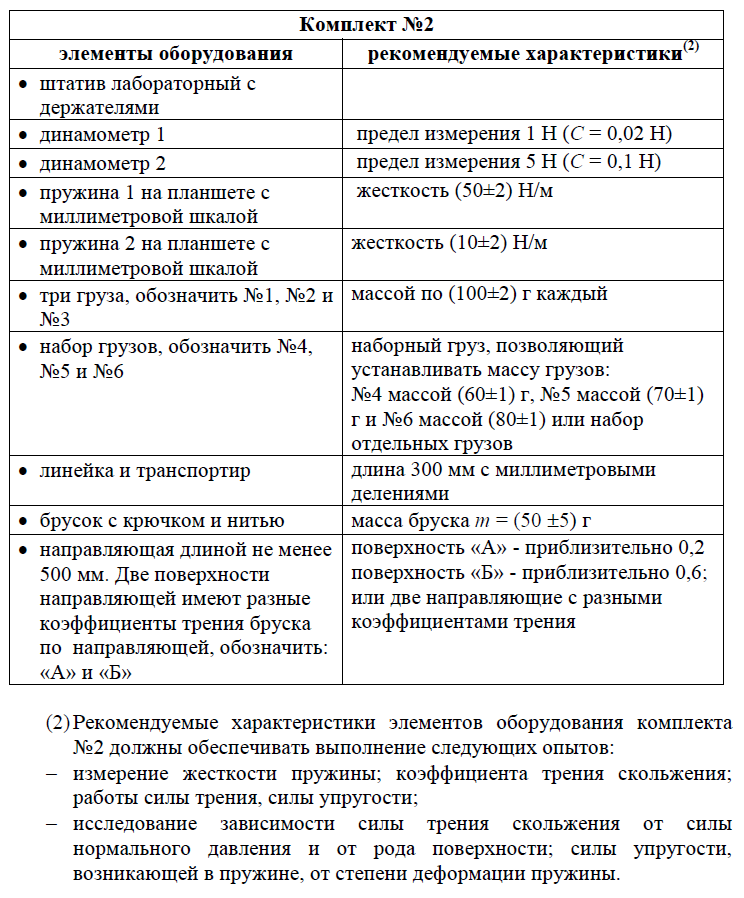 Комплект №2
элементы оборудования
рекомендуемые характеристики(2)
• штатив лабораторный с
держателями
• динамометр 1
предел измерения 1 Н (C = 0,02 Н)
• динамометр 2
предел измерения 5 Н (C = 0,1 Н)
• пружина 1 на планшете с
миллиметровой шкалой
жесткость (50±2) Н/м
• пружина 2 на планшете с
миллиметровой шкалой
жесткость (10±2) Н/м
• три груза, обозначить №1, №2 и
№3
массой по (100±2) г каждый
• набор грузов, обозначить №4,
№5 и №6
наборный груз, позволяющий
устанавливать массу грузов:
№4 массой (60±1) г, №5 массой (70±1)
г и №6 массой (80±1) или набор
отдельных грузов
• линейка и транспортир
длина 300 мм с миллиметровыми
делениями
• брусок с крючком и нитью
масса бруска m = (50 ±5) г
• направляющая длиной не менее
500 мм. Две поверхности
направляющей имеют разные
коэффициенты трения бруска
по направляющей, обозначить:
«А» и «Б»
поверхность «А» - приблизительно 0,2
поверхность «Б» - приблизительно 0,6;
или две направляющие с разными
коэффициентами трения
(2) Рекомендуемые характеристики элементов оборудования комплекта
№2 должны обеспечивать выполнение следующих опытов:
– измерение жесткости пружины; коэффициента трения скольжения;
работы силы трения, силы упругости;
– исследование зависимости силы трения скольжения от силы
нормального давления и от рода поверхности; силы упругости,
возникающей в пружине, от степени деформации пружины.